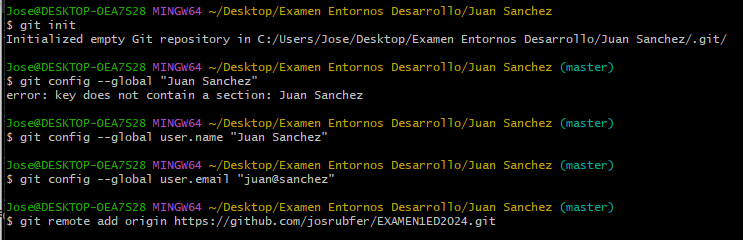 Jose@DESKTOP-OEA7S28 MINGW64 ~/Desktop/Examen Entornos Desarrollo/Juan Sanchez
$ git init
Initialized empty Git repository in C:/Users/Jose/Desktop/Examen Entornos Desarrollo/Juan Sanchez/.git/
Jose@DESKTOP-OEA7S28 MINGW64 ~/Desktop/Examen Entornos Desarrollo/Juan Sanchez (master)
$ git config --global "Juan Sanchez"
error: key does not contain a section: Juan Sanchez
Jose@DESKTOP-OEA7S28 MINGW64 ~/Desktop/Examen Entornos Desarrollo/Juan Sanchez (master)
$ git config --global user.name "Juan Sanchez"
Jose@DESKTOP-OEA7S28 MINGW64 ~/Desktop/Examen Entornos Desarrollo/Juan Sanchez (master)
$ git config --global user.email "juan@sanchez"
Jose@DESKTOP-OEA7S28 MINGW64 ~/Desktop/Examen Entornos Desarrollo/Juan Sanchez (master)
$ git remote add origin https://github.com/josrubfer/EXAMEN1ED2024.git